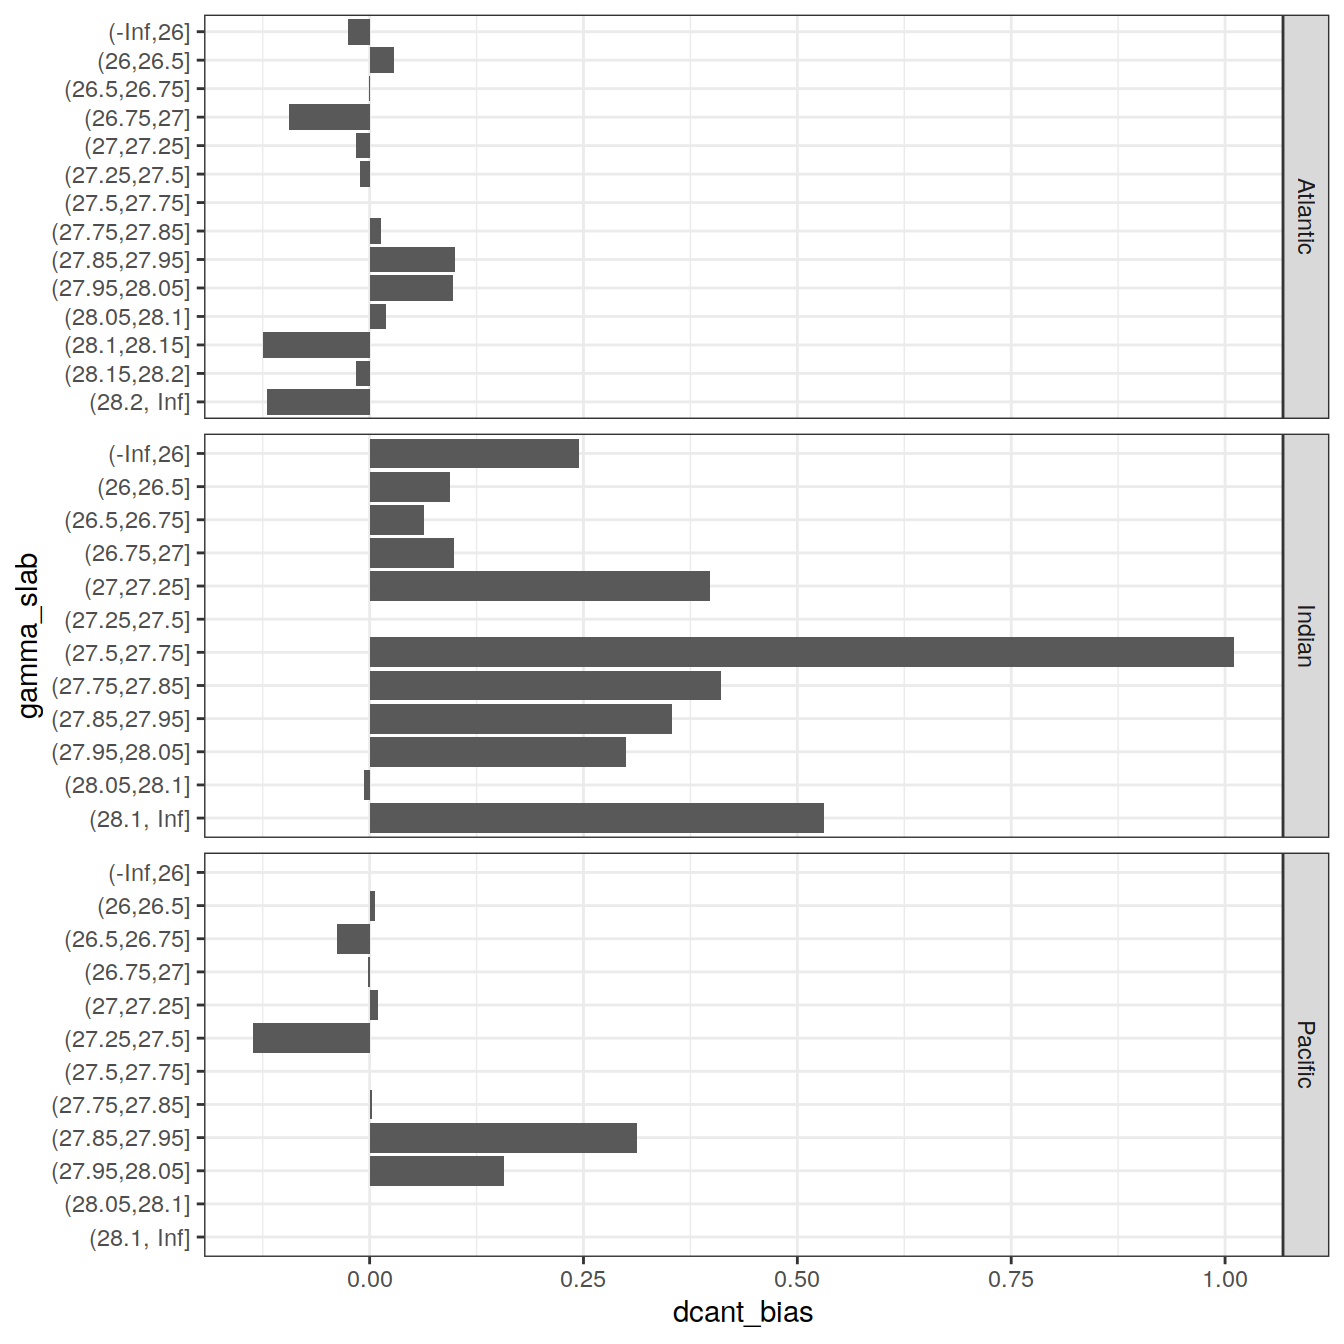 (-Inf,26]
(26,26.5]
(26.5,26.75]
(26.75,27]
(27,27.25]
(27.25,27.5]
(27.5,27.75]
(27.75,27.85]
(27.85,27.95]
(27.95,28.05]
(28.05,28.1]
(28.1,28.15]
(28.15,28.2]
(28.2, Inf]
Atlantic
(-Inf,26]
(26,26.5]
(26.5,26.75]
(26.75,27]
(27,27.25]
(27.25,27.5]
(27.5,27.75]
(27.75,27.85]
(27.85,27.95]
(27.95,28.05]
(28.05,28.1]
(28.1, Inf]
Indian
gamma_slab
(-Inf,26]
(26,26.5]
(26.5,26.75]
(26.75,27]
(27,27.25]
(27.25,27.5]
(27.5,27.75]
(27.75,27.85]
(27.85,27.95]
(27.95,28.05]
(28.05,28.1]
(28.1, Inf]
Pacific
0.00 0.25 0.50 0.75 1.00
dcant_bias